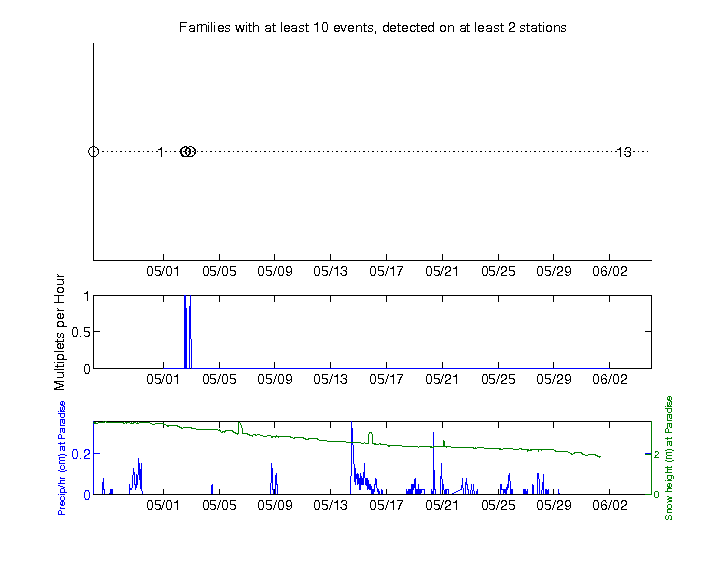 Families with at least 10 events, detected on at least 2 stations
1 13
05/01 05/05 05/09 05/13 05/17 05/21 05/25 05/29 06/02
Multiplets per Hour
1
0.5
0
05/01 05/05 05/09 05/13 05/17 05/21 05/25 05/29 06/02
Precip/hr (cm) at Paradise
0.2
0
Snow height (m) at Paradise
2
0
05/01 05/05 05/09 05/13 05/17 05/21 05/25 05/29 06/02